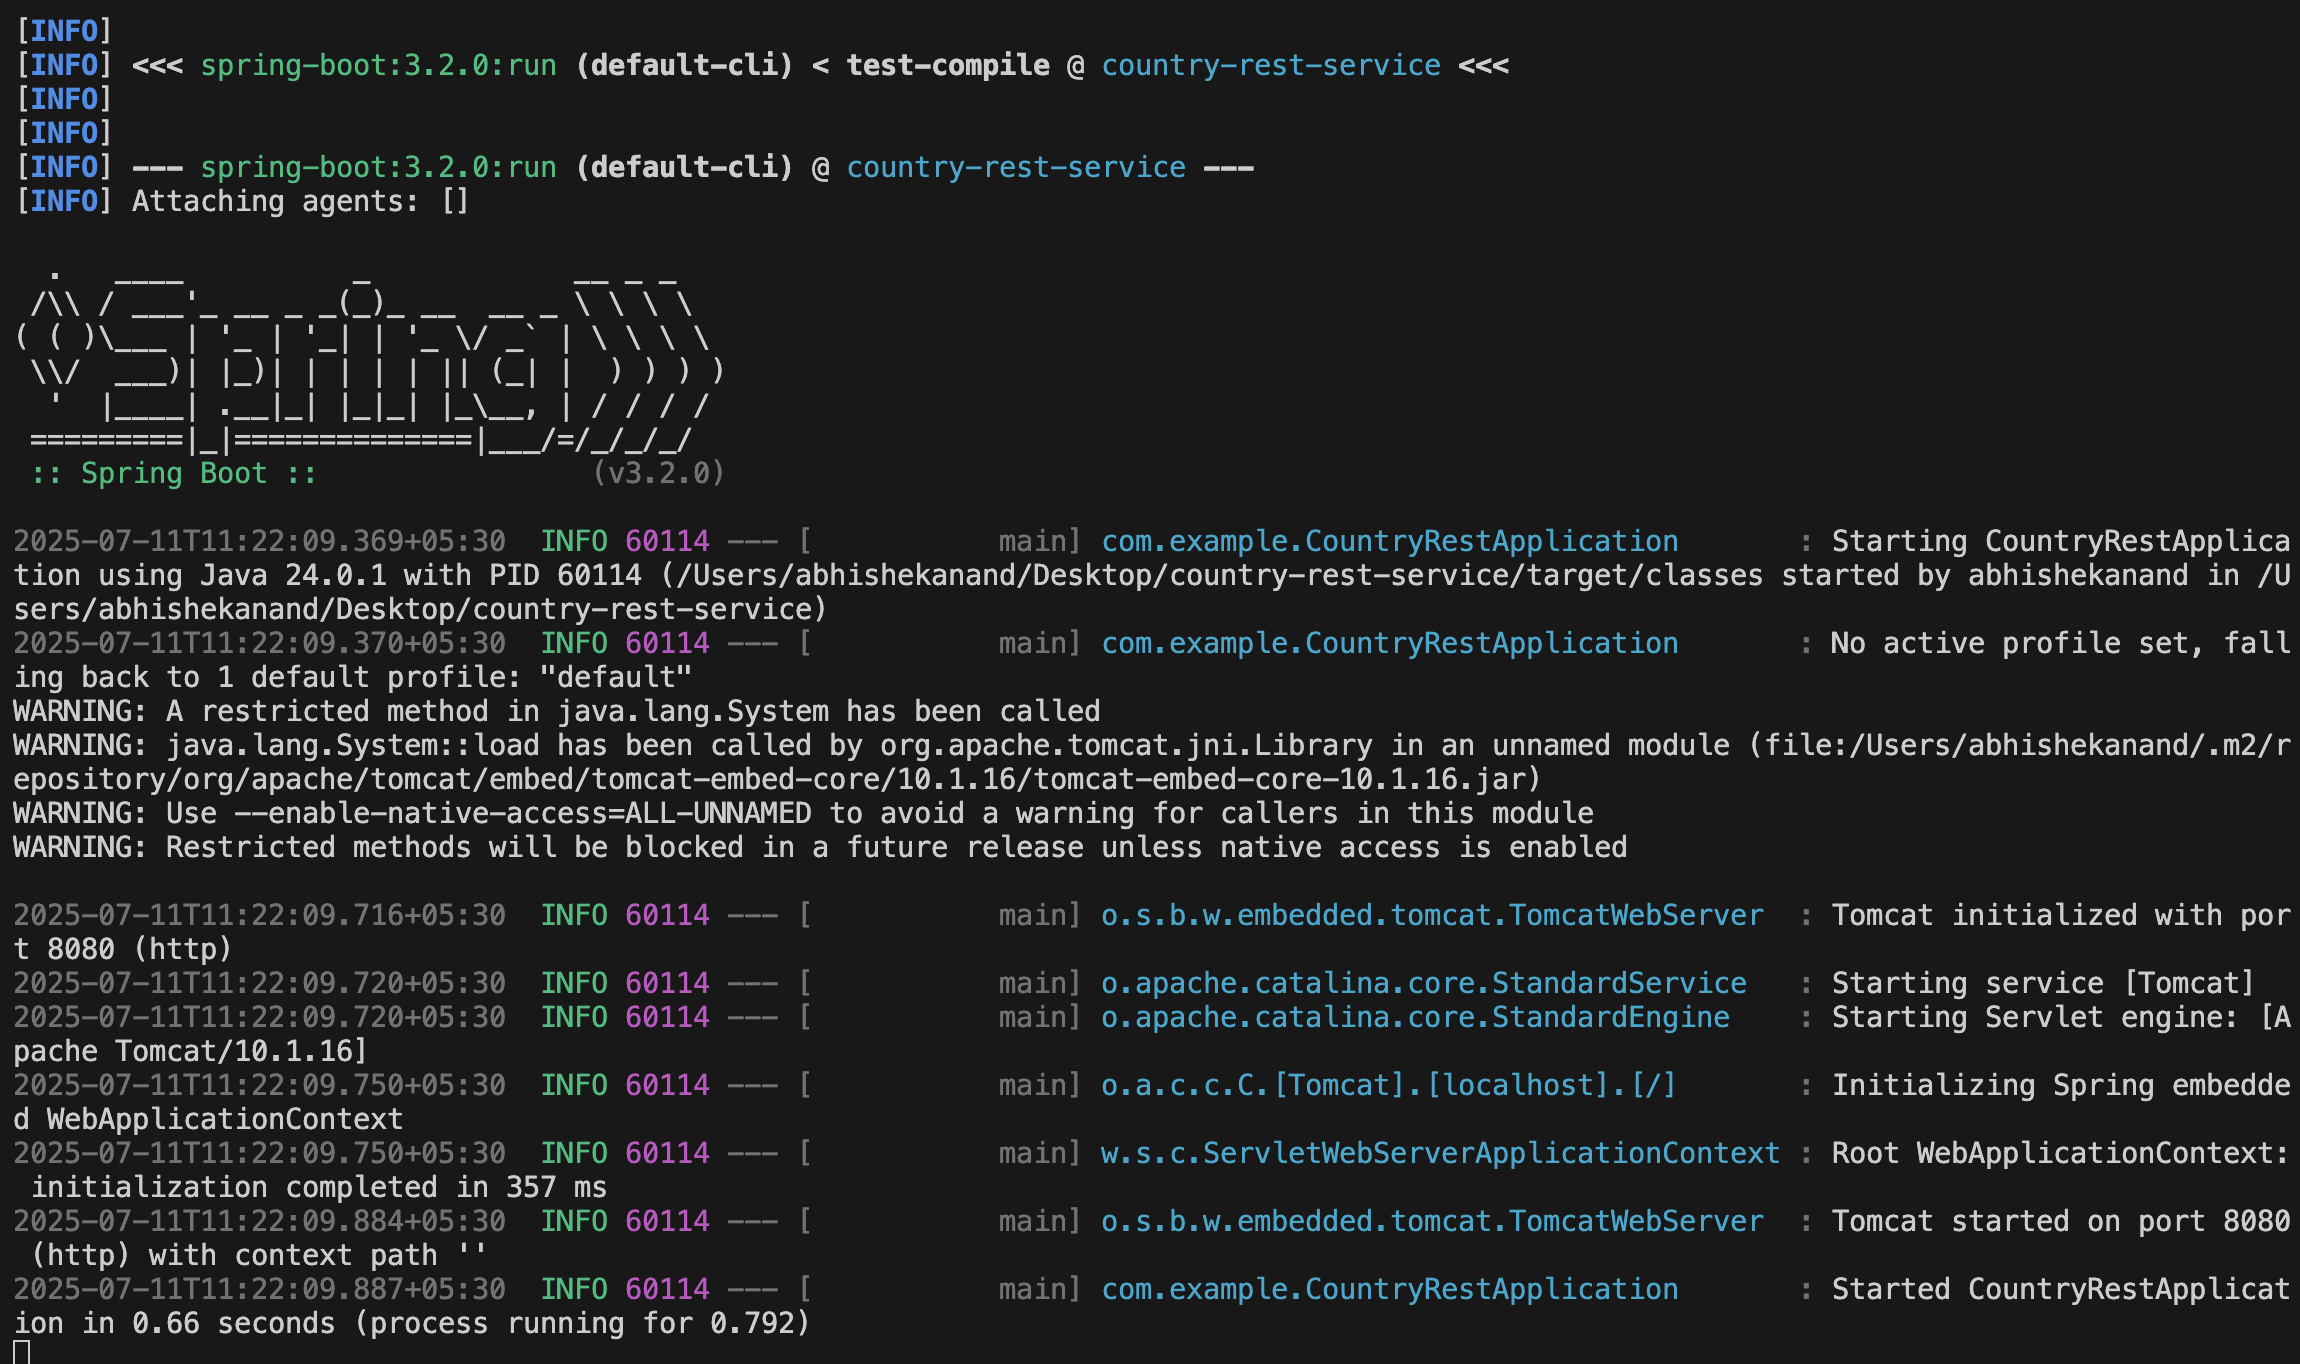 [INFO]
[INFO] <<< spring-boot:3.2.0:run (default-cli) < test-compile @ country-rest-service <<<
[INFO]
[INFO]
[INFO] --- spring-boot:3.2.0:run (default-cli) @ country-rest-service ---
[INFO] Attaching agents: []

  .   ____          _            __ _ _
 /\\ / ___'_ __ _ _(_)_ __  __ _ \ \ \ \
( ( )\___ | '_ | '_| | '_ \/ _` | \ \ \ \
 \\/  ___)| |_)| | | | | || (_| |  ) ) ) )
  '  |____| .__|_| |_|_| |_\__, | / / / /
 =========|_|==============|___/=/_/_/_/
 :: Spring Boot ::                (v3.2.0)

2025-07-11T11:22:09.369+05:30  INFO 60114 --- [           main] com.example.CountryRestApplication       : Starting CountryRestApplica
tion using Java 24.0.1 with PID 60114 (/Users/abhishekanand/Desktop/country-rest-service/target/classes started by abhishekanand in /U
sers/abhishekanand/Desktop/country-rest-service)
2025-07-11T11:22:09.370+05:30  INFO 60114 --- [           main] com.example.CountryRestApplication       : No active profile set, fall
ing back to 1 default profile: "default"
WARNING: A restricted method in java.lang.System has been called
WARNING: java.lang.System::load has been called by org.apache.tomcat.jni.Library in an unnamed module (file:/Users/abhishekanand/.m2/r
epository/org/apache/tomcat/embed/tomcat-embed-core/10.1.16/tomcat-embed-core-10.1.16.jar)
WARNING: Use --enable-native-access=ALL-UNNAMED to avoid a warning for callers in this module
WARNING: Restricted methods will be blocked in a future release unless native access is enabled

2025-07-11T11:22:09.716+05:30  INFO 60114 --- [           main] o.s.b.w.embedded.tomcat.TomcatWebServer  : Tomcat initialized with por
t 8080 (http)
2025-07-11T11:22:09.720+05:30  INFO 60114 --- [           main] o.apache.catalina.core.StandardService   : Starting service [Tomcat]
2025-07-11T11:22:09.720+05:30  INFO 60114 --- [           main] o.apache.catalina.core.StandardEngine    : Starting Servlet engine: [A
pache Tomcat/10.1.16]
2025-07-11T11:22:09.750+05:30  INFO 60114 --- [           main] o.a.c.c.C.[Tomcat].[localhost].[/]       : Initializing Spring embedde
d WebApplicationContext
2025-07-11T11:22:09.750+05:30  INFO 60114 --- [           main] w.s.c.ServletWebServerApplicationContext : Root WebApplicationContext:
 initialization completed in 357 ms
2025-07-11T11:22:09.884+05:30  INFO 60114 --- [           main] o.s.b.w.embedded.tomcat.TomcatWebServer  : Tomcat started on port 8080
 (http) with context path ''
2025-07-11T11:22:09.887+05:30  INFO 60114 --- [           main] com.example.CountryRestApplication       : Started CountryRestApplicat
ion in 0.66 seconds (process running for 0.792)